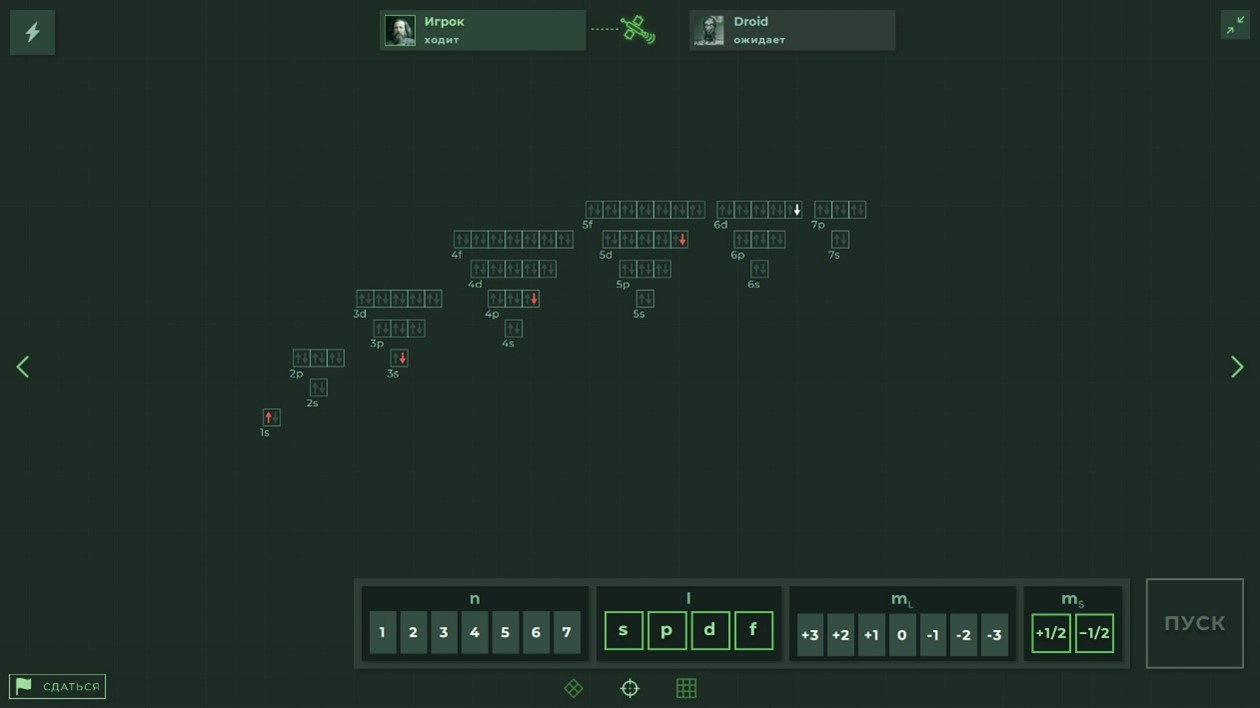 Игрок
ходит
Droid
ожидает
5f
6d
7p
4f
5d
6p
7s
4d
5p
6s
3d
4p
5s
3p
4s
2p
3s
2s
1s
n
l
mL
mS
1 2 3 4 5 6 7
s p d f
+3 +2 +1 0 -1 -2 -3
+1/2 −1/2
ПУСК
СДАТЬСЯ